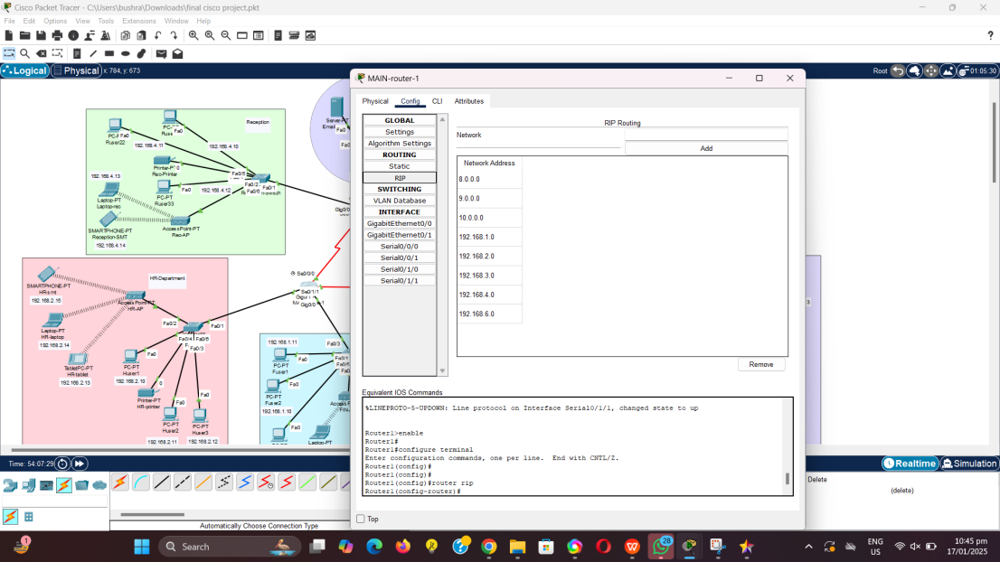 Cisco Packet Tracer - C:\Users\bushra\Downloads\final cisco project.pkt
File Edit Options View Tools Extensions Window Help
Logical Physical x: 784, y: 673
Root 01:05:30
MAIN-router-1
Physical Config CLI Attributes
GLOBAL
Settings
Algorithm Settings
ROUTING
Static
RIP
SWITCHING
VLAN Database
INTERFACE
GigabitEthernet0/0
GigabitEthernet0/1
Serial0/0/0
Serial0/0/1
Serial0/1/0
Serial0/1/1
RIP Routing
Network
Add
Network Address
8.0.0.0
9.0.0.0
10.0.0.0
192.168.1.0
192.168.2.0
192.168.3.0
192.168.4.0
192.168.6.0
Remove
Equivalent IOS Commands
%LINEPROTO-5-UPDOWN: Line protocol on Interface Serial0/1/1, changed state to up
Router1>enable
Router1#
Router1#configure terminal
Enter configuration commands, one per line.  End with CNTL/Z.
Router1(config)#
Router1(config)#
Router1(config)#router rip
Router1(config-router)#
Top
Reception
Fa0
Ruser22
192.168.4.11
Fa0
192.168.4.10
Printer-PT
Rec-Printer
192.168.4.13
Laptop-PT
Laptop-rec
PC-PT
Ruser33
Fa0
192.168.4.12
Fa0/1
SMARTPHONE-PT
Reception-SMT
192.168.4.14
AccessPoint-PT
Rec-AP
Server-PT
Fa0
Se0/0/0
Se0/1/1
Gig0/0
HR-Department
SMARTPHONE-PT
HR-smt
192.168.2.15
AccessPoint-PT
HR-AP
Laptop-PT
HR-laptop
192.168.2.14
TabletPC-PT
HR-tablet
192.168.2.13
Fa0/2
Fa0/1
Fa0/3
PC-PT
Huser1
192.168.2.10
Fa0
Printer-PT
HR-printer
Fa0
Fa0
PC-PT
Huser2
192.168.2.11
PC-PT
Huser3
192.168.2.12
192.168.1.11
Fa0/3
PC-PT
Fuser1
Fa0
PC-PT
Fuser2
Fa0
192.168.1.10
Fa0
Laptop-PT
Time: 54:07:29
Realtime Simulation
Automatically Choose Connection Type
Delete
(delete)
1
Search
28
ENG
US
10:45 pm
17/01/2025